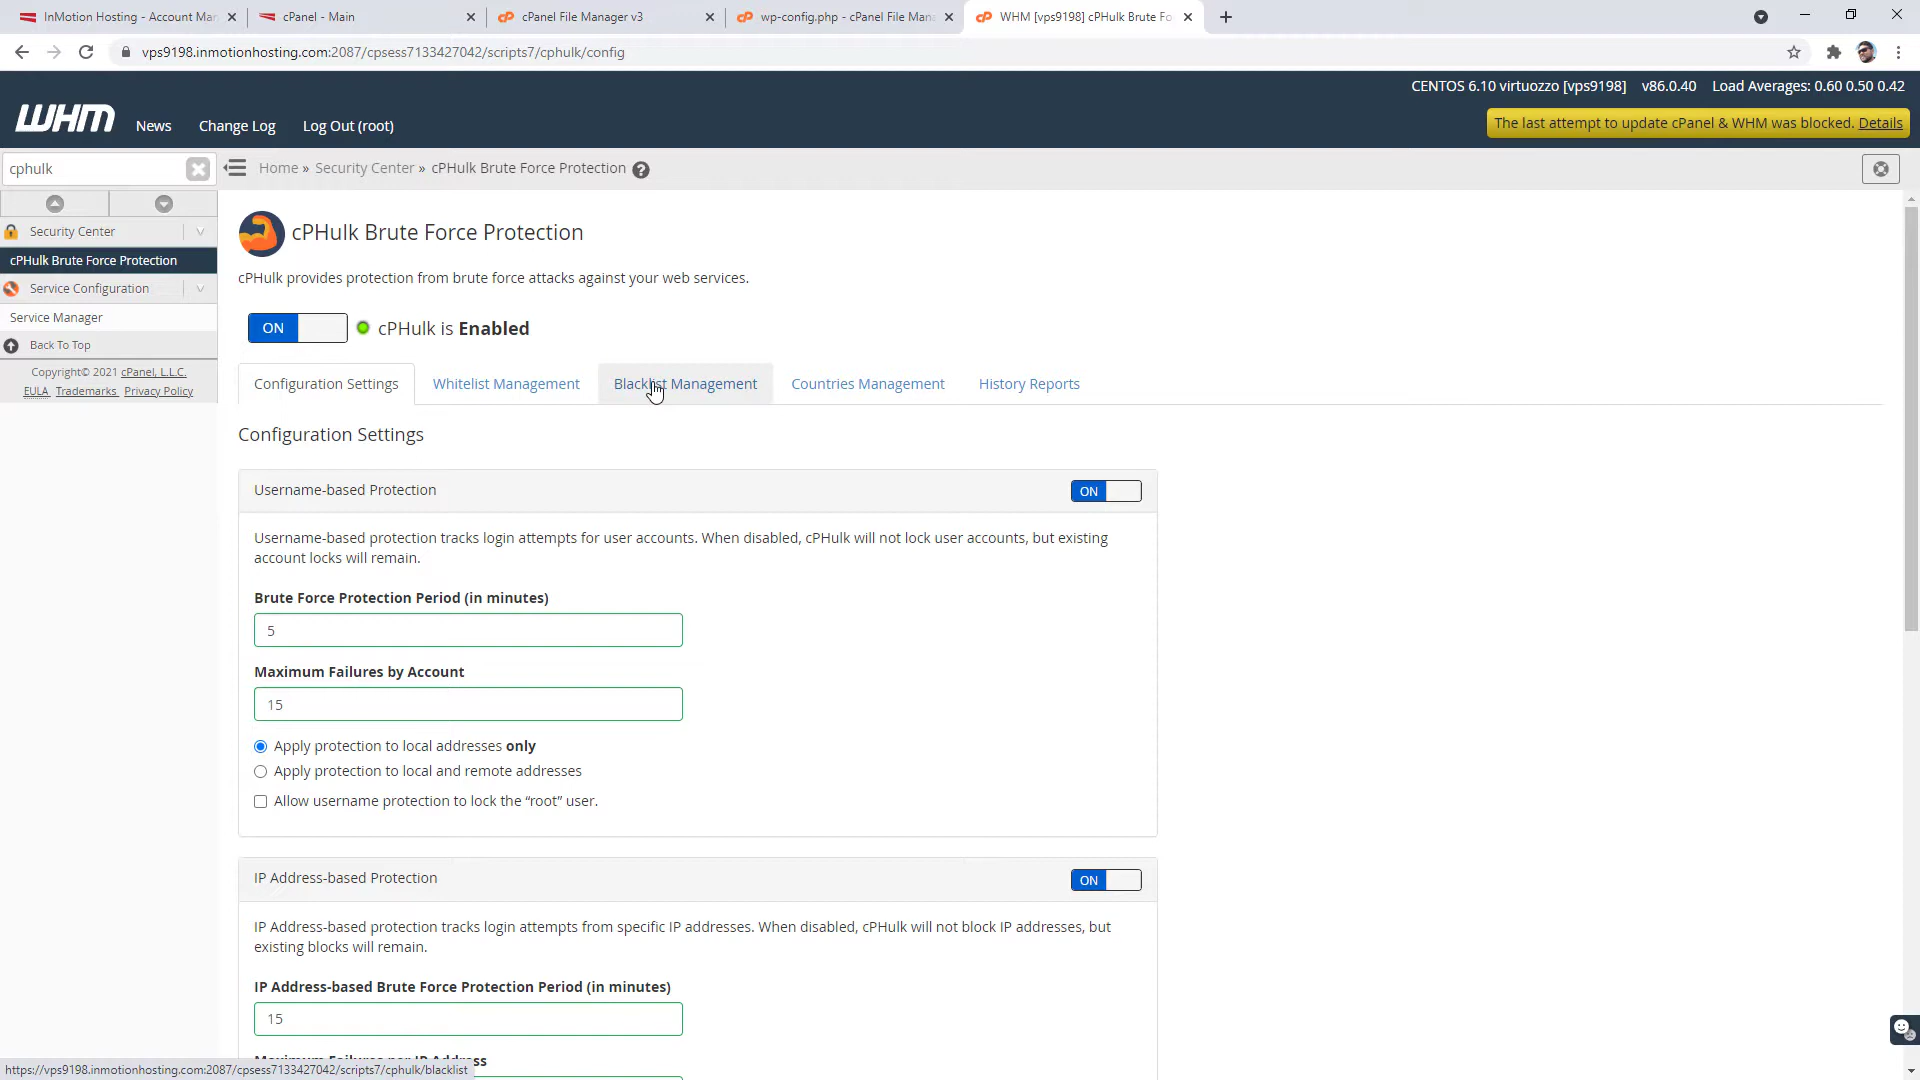 InMotion Hosting - Account Mar
cPanel - Main
cPanel File Manager v3
wp-config.php - cPanel File Mana
WHM [vps9198] cPHulk Brute Fo
vps9198.inmotionhosting.com:2087/cpsess7133427042/scripts7/cphulk/config
CENTOS 6.10 virtuozzo [vps9198] v86.0.40 Load Averages: 0.60 0.50 0.42
WHM News Change Log Log Out (root)
The last attempt to update cPanel & WHM was blocked. Details
cphulk
Home » Security Center » cPHulk Brute Force Protection ?
Security Center
cPHulk Brute Force Protection
Service Configuration
Service Manager
Back To Top
Copyright© 2021 cPanel, L.L.C.
EULA Trademarks Privacy Policy
cPHulk Brute Force Protection
cPHulk provides protection from brute force attacks against your web services.
ON cPHulk is Enabled
Configuration Settings Whitelist Management Blacklist Management Countries Management History Reports
Configuration Settings
Username-based Protection ON
Username-based protection tracks login attempts for user accounts. When disabled, cPHulk will not lock user accounts, but existing
account locks will remain.
Brute Force Protection Period (in minutes)
5
Maximum Failures by Account
15
Apply protection to local addresses only
Apply protection to local and remote addresses
Allow username protection to lock the “root” user.
IP Address-based Protection ON
IP Address-based protection tracks login attempts from specific IP addresses. When disabled, cPHulk will not block IP addresses, but
existing blocks will remain.
IP Address-based Brute Force Protection Period (in minutes)
15
Maximum Failures per IP Address
https://vps9198.inmotionhosting.com:2087/cpsess7133427042/scripts7/cphulk/blacklist